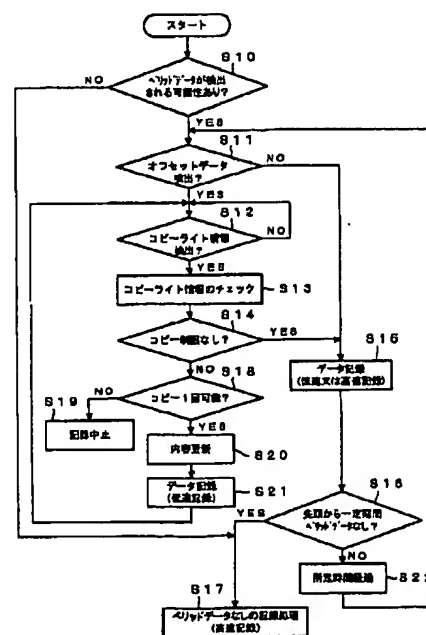 スタート
S10
ベリッドデータが検出
される可能性あり?
NO
YES
S11
オフセットデータ
検出?
NO
YES
S12
コピーライト情報
検出?
NO
YES
コピーライト情報のチェック
S13
S14
コピー制限なし?
YES
NO
S15
データ記録
(低速又は高速記録)
S18
コピー1回可能?
NO
YES
S19
記録中止
内容更新
S20
データ記録
(低速記録)
S21
S16
先頭から一定期間
ベリッドデータなし?
YES
NO
所定時間経過
S22
S17
ベリッドデータなしの記録処理
(高速記録)